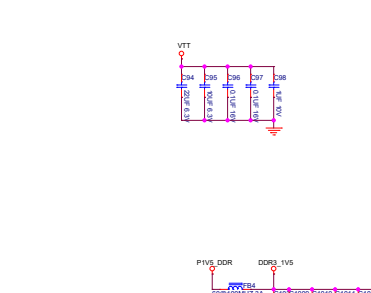 VTT
C94
C95
C96
C97
C98
22UF 6.3V
10UF 6.3V
0.1UF 16V
0.1UF 16V
1UF 10V
P1V5_DDR
DDR3_1V5
FB4